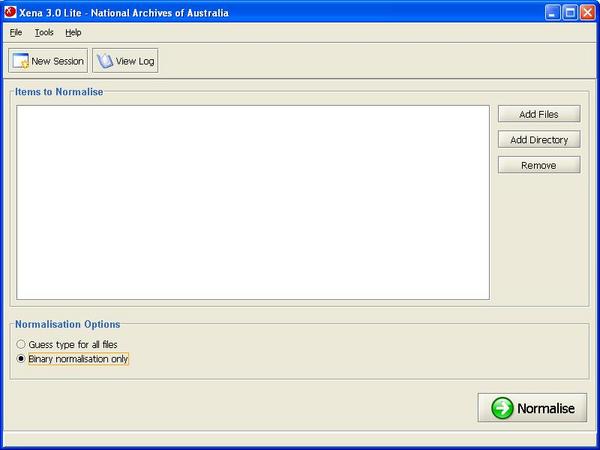 Xena 3.0 Lite - National Archives of Australia
File Tools Help
New Session View Log
Items to Normalise
Add Files
Add Directory
Remove
Normalisation Options
Guess type for all files
Binary normalisation only
Normalise